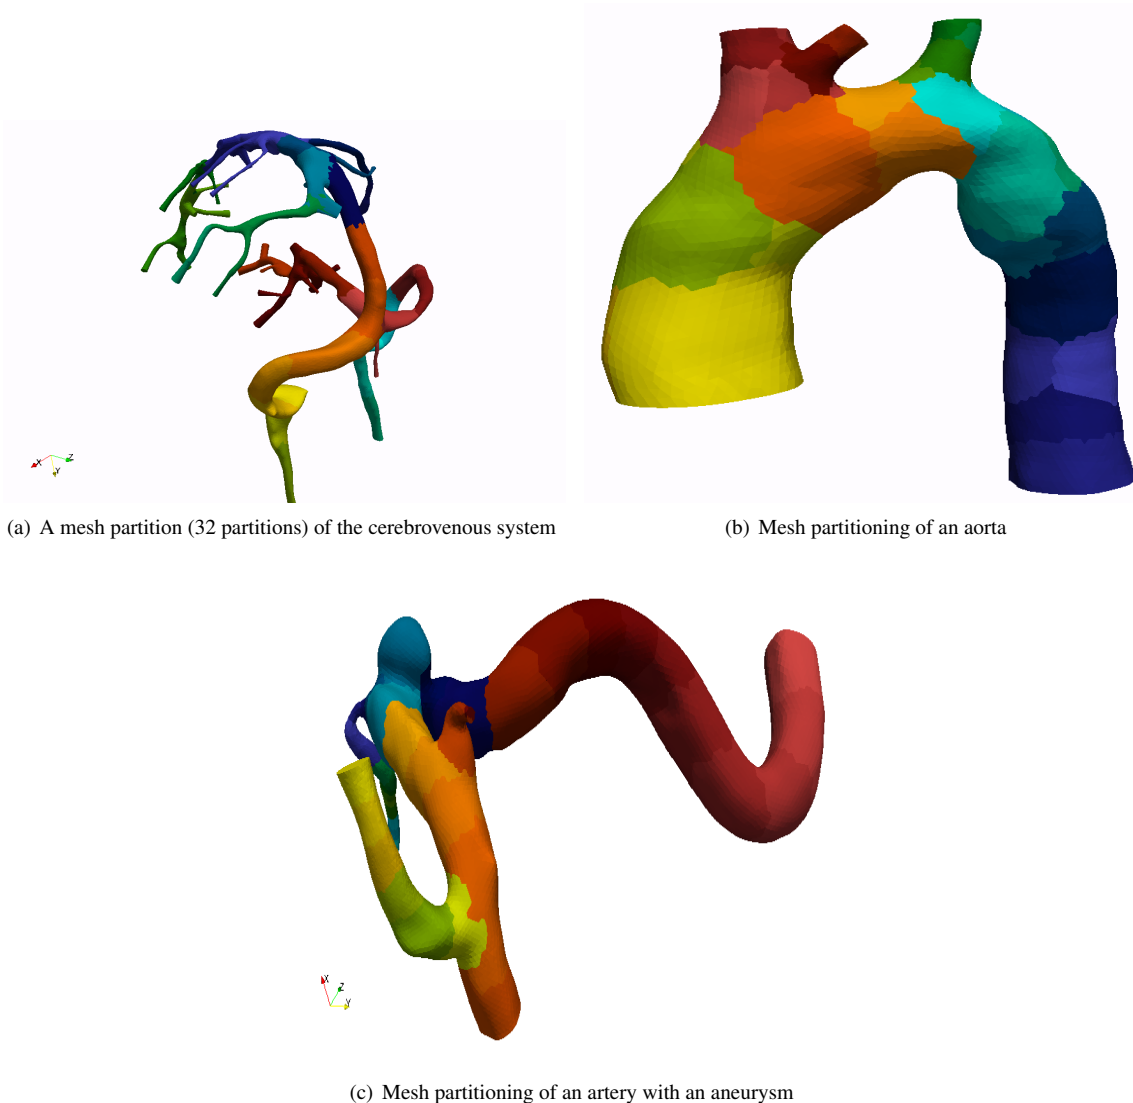 X Z
Y
(a) A mesh partition (32 partitions) of the cerebrovenous system
(b) Mesh partitioning of an aorta
X
Z
Y
(c) Mesh partitioning of an artery with an aneurysm